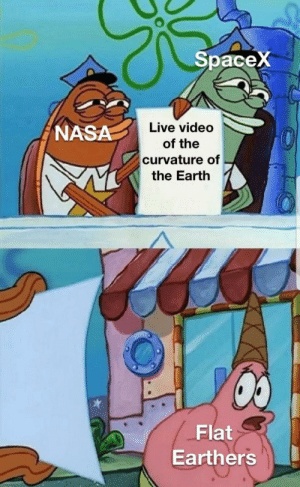 SpaceX
NASA
Live video
of the
curvature of
the Earth
Flat
Earthers